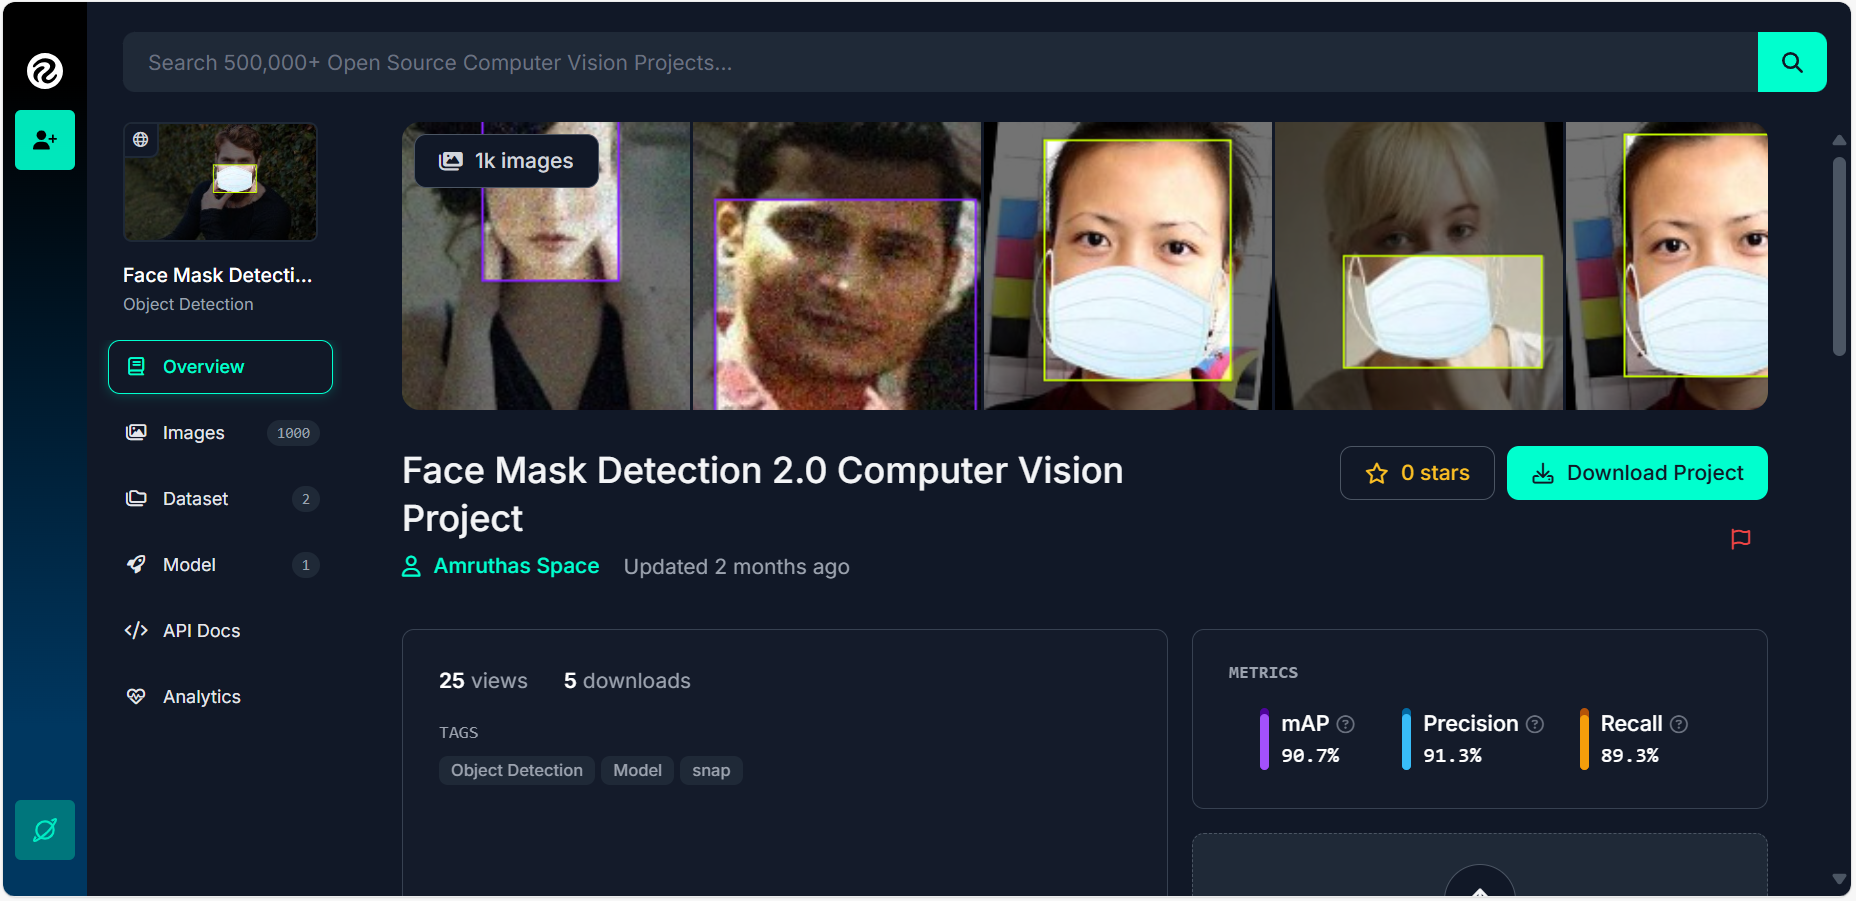 Search 500,000+ Open Source Computer Vision Projects...
1k images
Face Mask Detecti...
Object Detection
Overview
Images 1000
Dataset 2
Model 1
API Docs
Analytics
Face Mask Detection 2.0 Computer Vision
Project
0 stars
Download Project
Amruthas Space Updated 2 months ago
25 views 5 downloads
TAGS
Object Detection Model snap
METRICS
mAP ? Precision ? Recall ?
90.7% 91.3% 89.3%